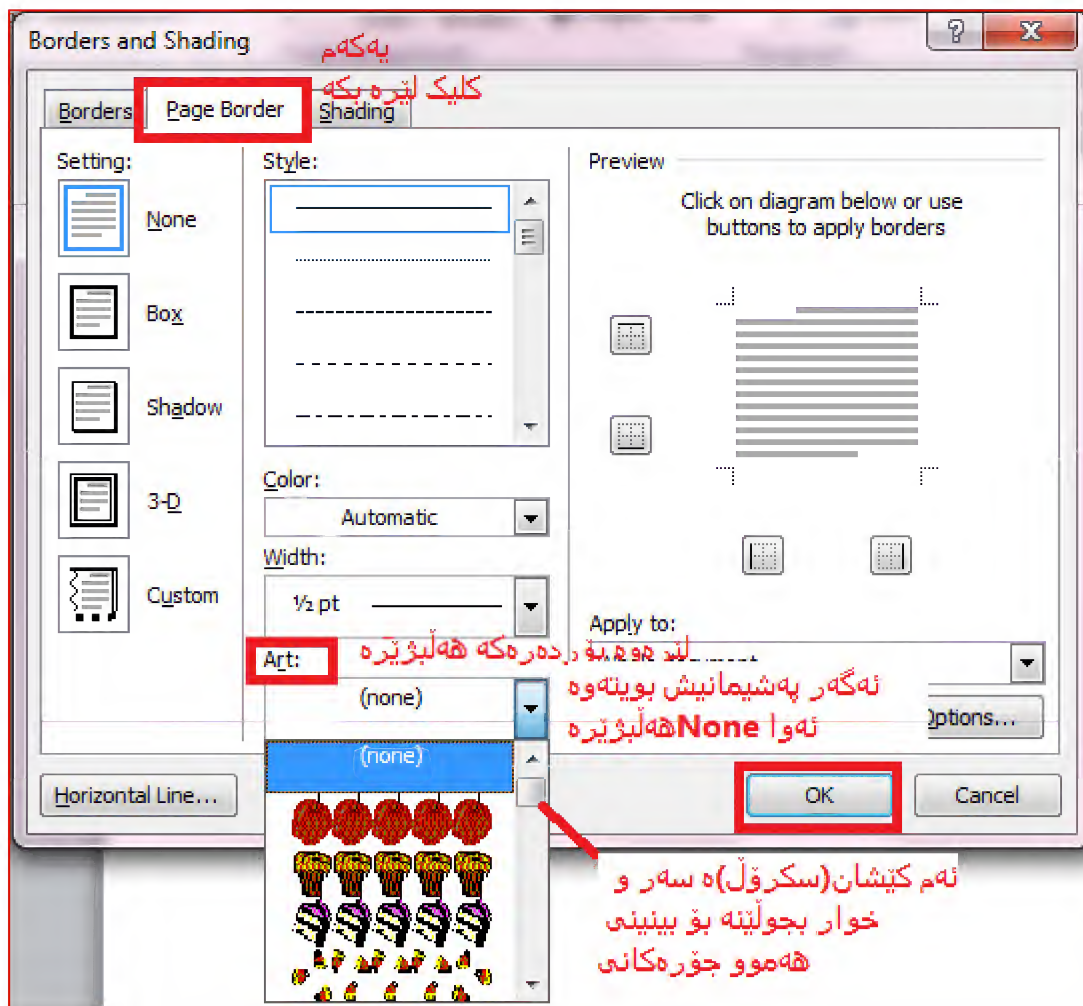 Borders and Shading
یەکەم
کلیک لێرە بکە
Borders
Page Border
Shading
Setting:
None
Box
Shadow
3-D
Custom
Style:
Color:
Automatic
Width:
½ pt
Art:
(none)
(none)
Preview
Click on diagram below or use
buttons to apply borders
Apply to:
لێرەوە بۆردەرەکە هەڵبژێرە
ئەگەر پەشیمانیش بویتەوە
ئەوا None هەڵبژێرە
Options...
Horizontal Line...
OK
Cancel
ئەم کێشان(سکرۆڵ)ە سەر و
خوار بجوڵێنە بۆ بینینی
هەموو جۆرەکانی